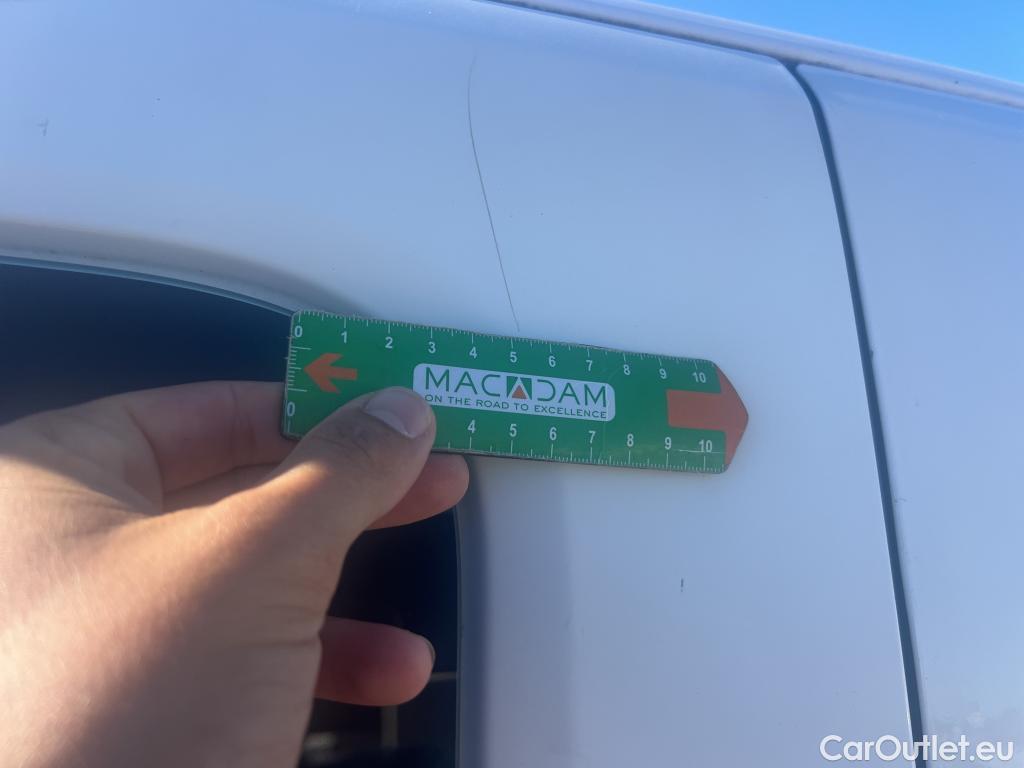 0 1 2 3 4 5 6 7 8 9 10
MACADAM
ON THE ROAD TO EXCELLENCE
0 4 5 6 7 8 9 10
CarOutlet.eu